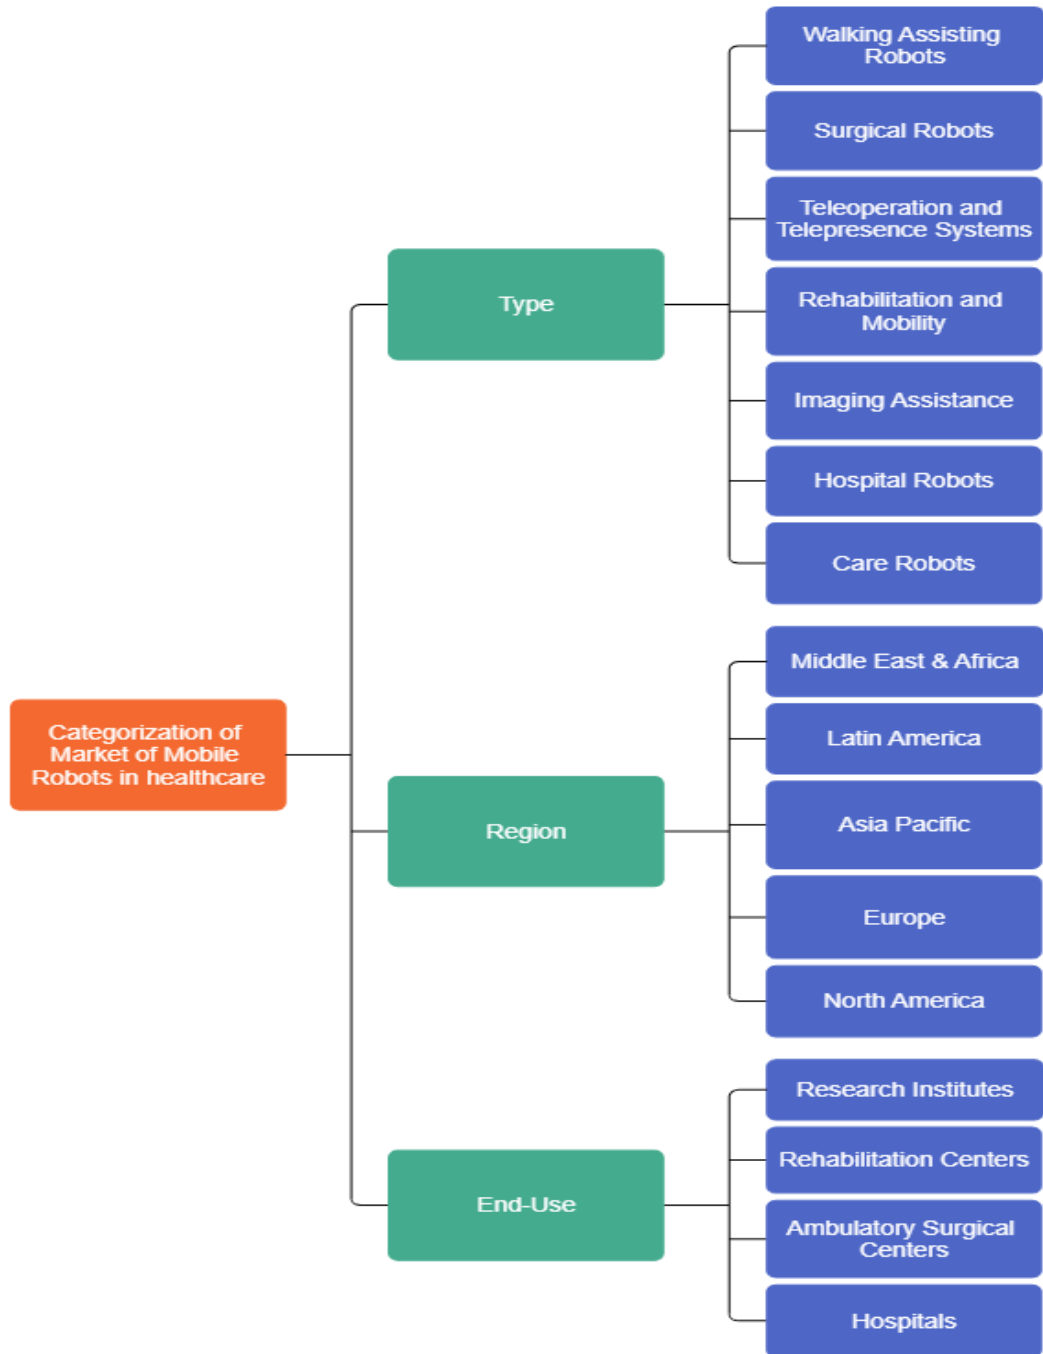 Categorization of
Market of Mobile
Robots in healthcare
Type
Walking Assisting
Robots
Surgical Robots
Teleoperation and
Telepresence Systems
Rehabilitation and
Mobility
Imaging Assistance
Hospital Robots
Care Robots
Region
Middle East & Africa
Latin America
Asia Pacific
Europe
North America
End-Use
Research Institutes
Rehabilitation Centers
Ambulatory Surgical
Centers
Hospitals